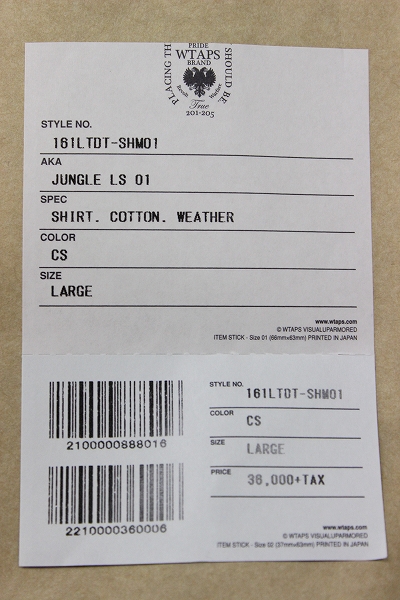 PLACING TH
PRIDE
WTAPS
BRAND
SHOULD BE.
Revolt
Warfare
True
201-205
STYLE NO.
161LTDT-SHM01
AKA
JUNGLE LS 01
SPEC
SHIRT. COTTON. WEATHER
COLOR
CS
SIZE
LARGE
www.wtaps.com
© WTAPS VISUALUPARMORED
ITEM STICK - Size 01 (66mm×63mm) PRINTED IN JAPAN
2100000888016
2210000360006
STYLE NO.
161LTDT-SHM01
COLOR
CS
SIZE
LARGE
PRICE
36,000+TAX
www.wtaps.com
© WTAPS VISUALUPARMORED
ITEM STICK - Size 02 (37mm×63mm) PRINTED IN JAPAN